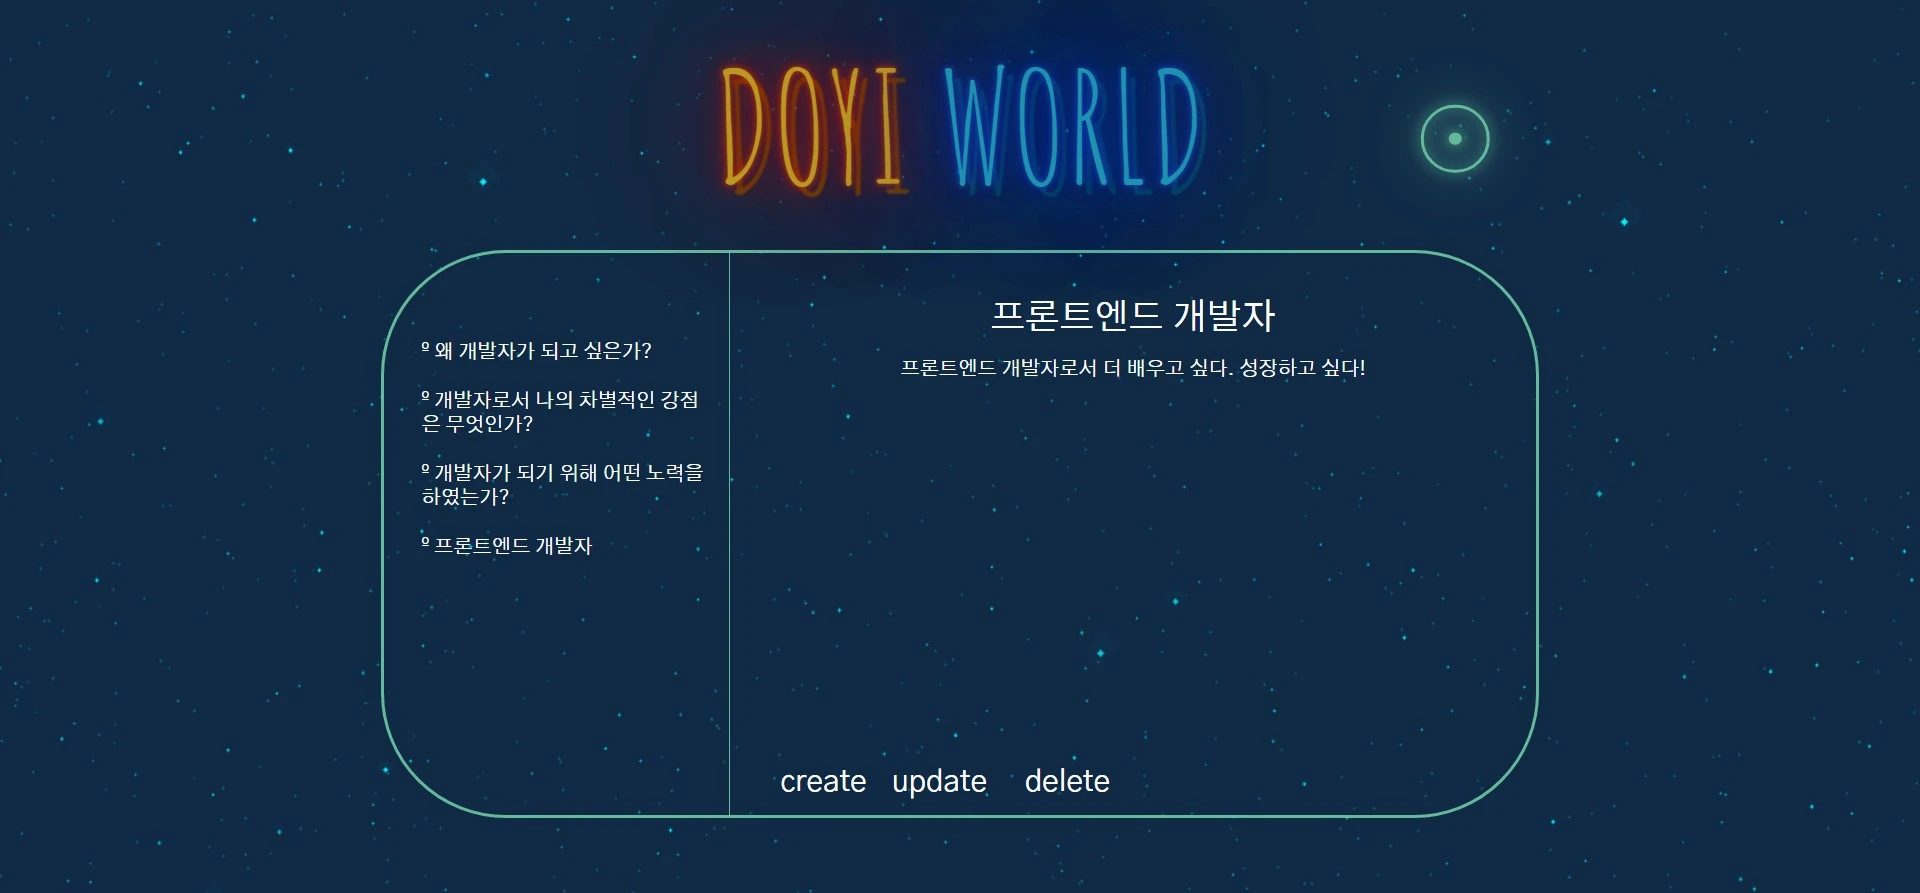 DOYI WORLD
º 왜 개발자가 되고 싶은가?
º 개발자로서 나의 차별적인 강점
은 무엇인가?
º 개발자가 되기 위해 어떤 노력을
하였는가?
º 프론트엔드 개발자
프론트엔드 개발자
프론트엔드 개발자로서 더 배우고 싶다. 성장하고 싶다!
create update delete